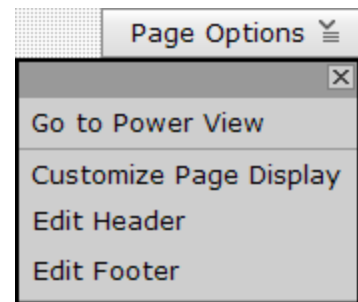 Page Options
Go to Power View
Customize Page Display
Edit Header
Edit Footer